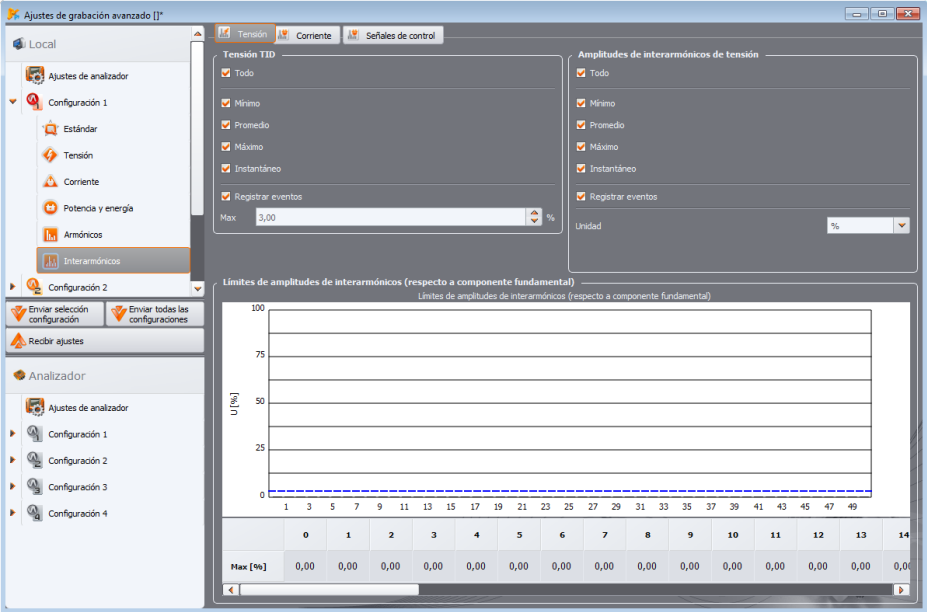 Ajustes de grabación avanzado []*
Local
Ajustes de analizador
Configuración 1
Estándar
Tensión
Corriente
Potencia y energía
Armónicos
Interarmónicos
Configuración 2
Enviar selección configuración
Enviar todas las configuraciones
Recibir ajustes
Analizador
Ajustes de analizador
Configuración 1
Configuración 2
Configuración 3
Configuración 4
Tensión Corriente Señales de control
Tensión TID
Todo
Mínimo
Promedio
Máximo
Instantáneo
Registrar eventos
Max 3,00 %
Amplitudes de interarmónicos de tensión
Todo
Mínimo
Promedio
Máximo
Instantáneo
Registrar eventos
Unidad %
Límites de amplitudes de interarmónicos (respecto a componente fundamental)
Límites de amplitudes de interarmónicos (respecto a componente fundamental)
100
75
50
25
0
U [%]
1 3 5 7 9 11 13 15 17 19 21 23 25 27 29 31 33 35 37 39 41 43 45 47 49
0 1 2 3 4 5 6 7 8 9 10 11 12 13 14
Max [%] 0,00 0,00 0,00 0,00 0,00 0,00 0,00 0,00 0,00 0,00 0,00 0,00 0,00 0,00 0,00